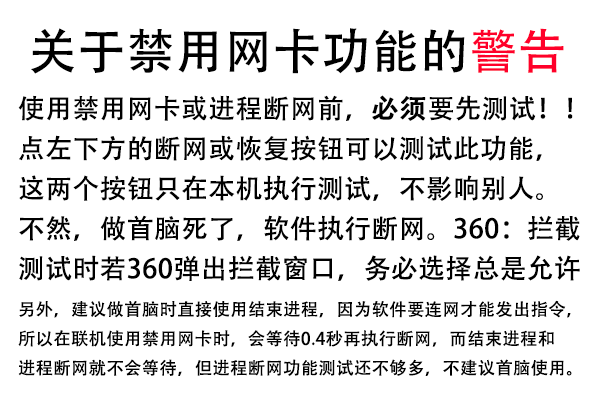 关于禁用网卡功能的警告
使用禁用网卡或进程断网前，必须要先测试！！
点左下方的断网或恢复按钮可以测试此功能，
这两个按钮只在本机执行测试，不影响别人。
不然，做首脑死了，软件执行断网。360：拦截
测试时若360弹出拦截窗口，务必选择总是允许
另外，建议做首脑时直接使用结束进程，因为软件要连网才能发出指令，
所以在联机使用禁用网卡时，会等待0.4秒再执行断网，而结束进程和
进程断网就不会等待，但进程断网功能测试还不够多，不建议首脑使用。